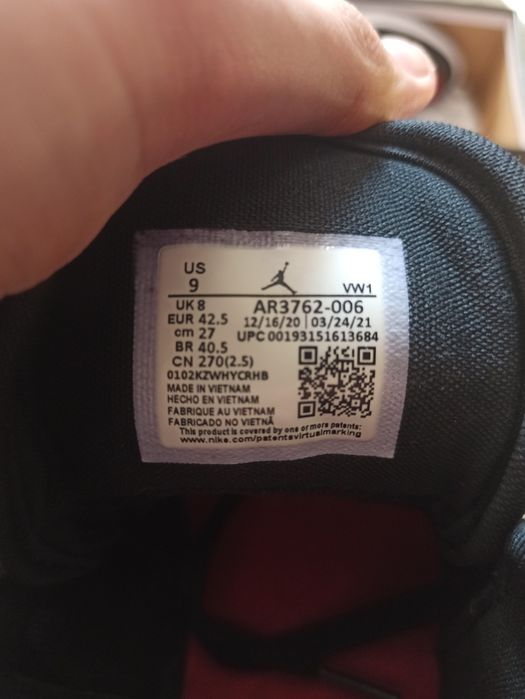 US
9
VW1
UK 8
AR3762-006
EUR 42.5
12/16/20 | 03/24/21
cm 27
UPC 00193151613684
BR 40.5
CN 270(2.5)
0102KZWHYCRHB
MADE IN VIETNAM
HECHO EN VIETNAM
FABRIQUE AU VIETNAM
FABRICADO NO VIETNÃ
This product is covered by one or more patents:
www.nike.com/patentsvirtualmarking